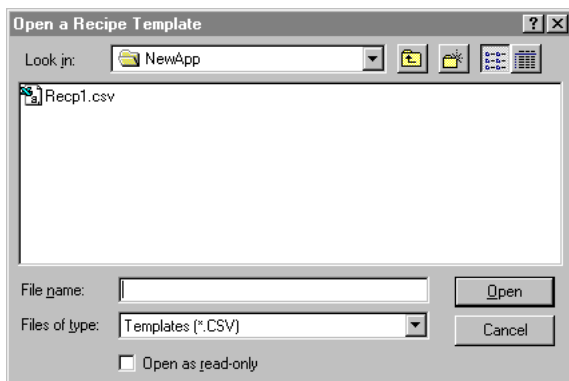 Open a Recipe Template
Look in: NewApp
Recp1.csv
File name: Open
Files of type: Templates (*.CSV) Cancel
Open as read-only